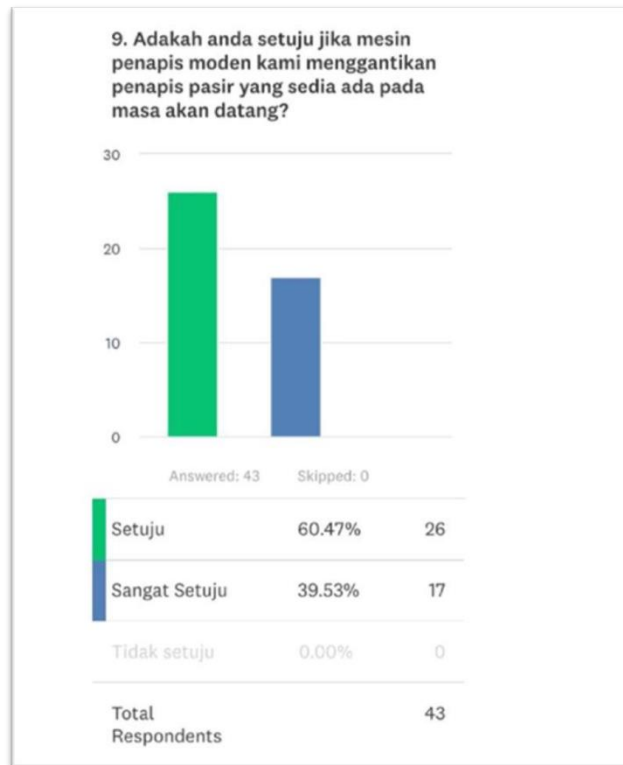 9. Adakah anda setuju jika mesin
penapis moden kami menggantikan
penapis pasir yang sedia ada pada
masa akan datang?
30
20
10
0
Answered: 43 Skipped: 0
Setuju 60.47% 26
Sangat Setuju 39.53% 17
Tidak setuju 0.00% 0
Total 43
Respondents